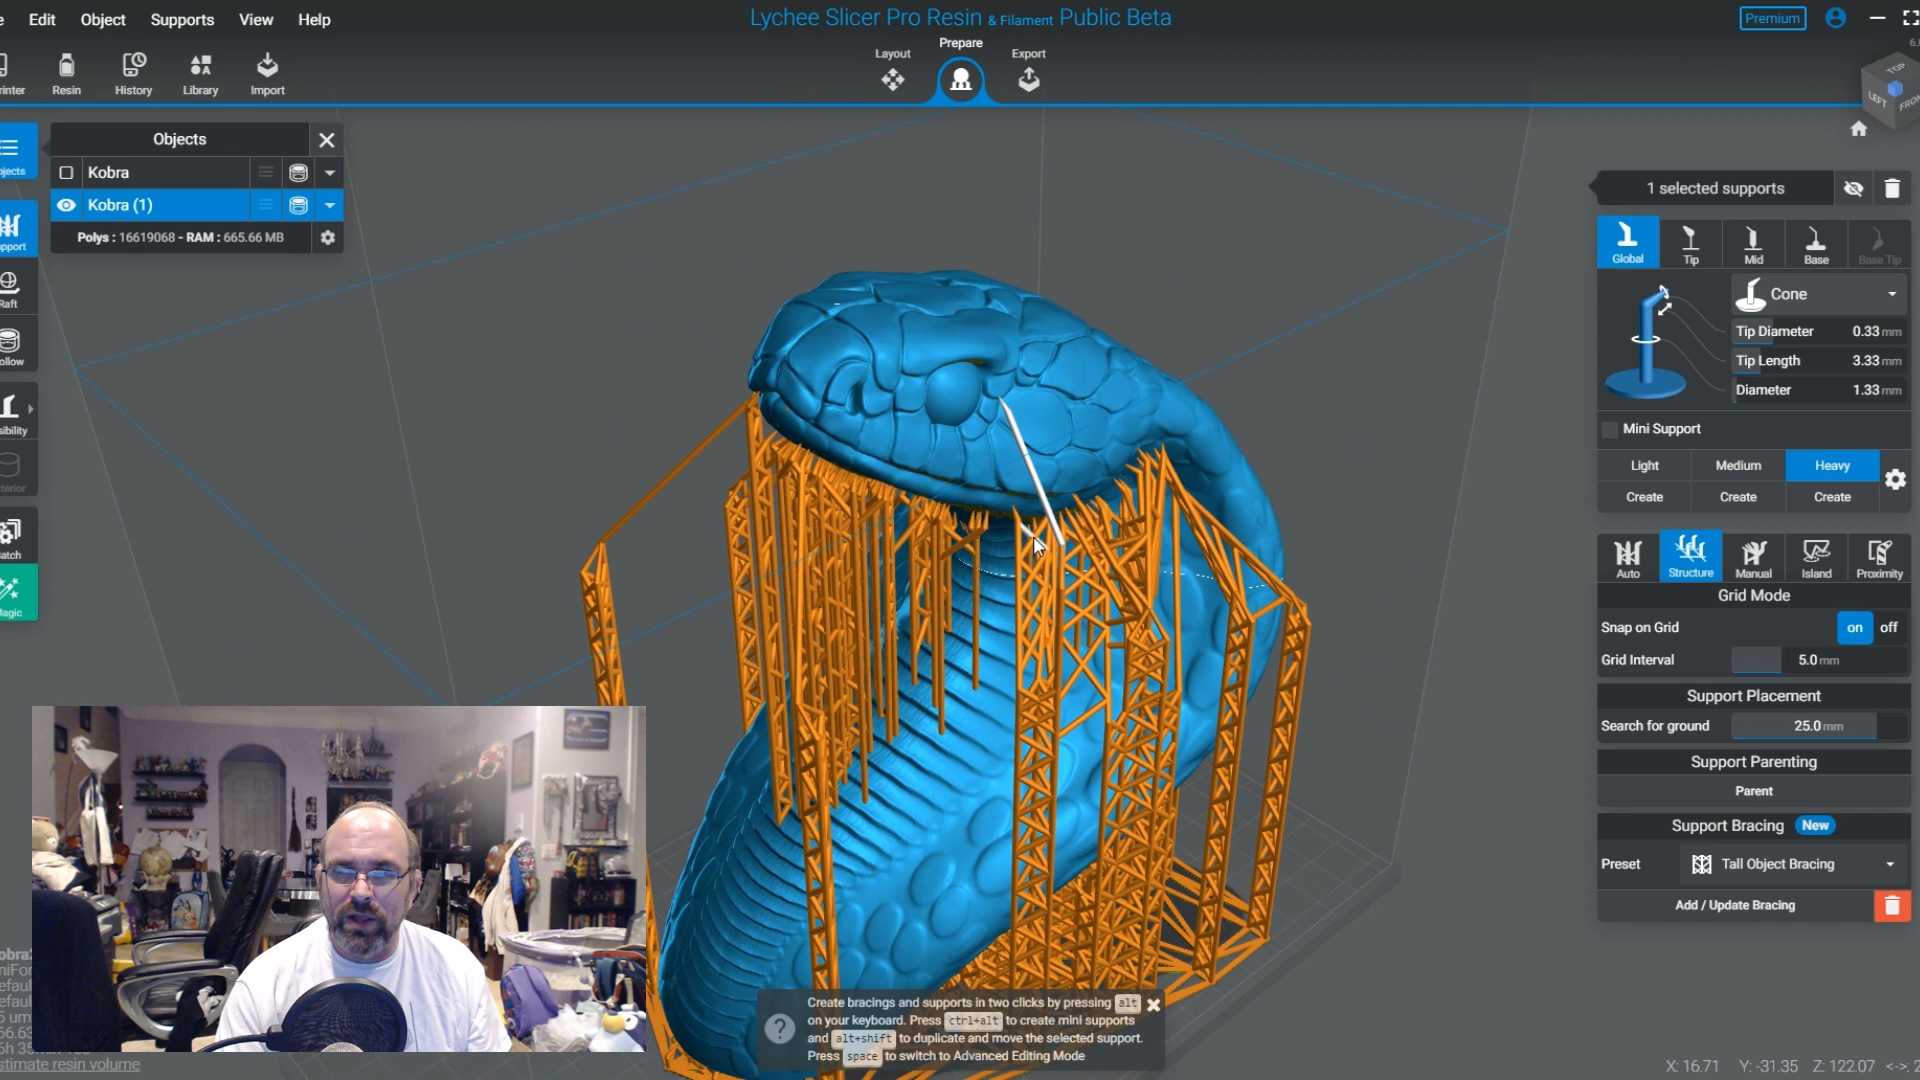 Lychee Slicer Pro Resin & Filament Public Beta
Edit Object Supports View Help
Premium
Layout Prepare Export
Resin History Library Import
TOP
LEFT
Objects
Kobra
Kobra (1)
Polys : 16619068 - RAM : 665.66 MB
1 selected supports
Global Tip Mid Base Base Tip
Cone
Tip Diameter 0.33 mm
Tip Length 3.33 mm
Diameter 1.33 mm
Mini Support
Light Medium Heavy
Create Create Create
Auto Structure Manual Island Proximity
Grid Mode
Snap on Grid on off
Grid Interval 5.0 mm
Support Placement
Search for ground 25.0 mm
Support Parenting
Parent
Support Bracing New
Preset Tall Object Bracing
Add / Update Bracing
Create bracings and supports in two clicks by pressing alt
on your keyboard. Press ctrl+alt to create mini supports
and alt+shift to duplicate and move the selected support.
Press space to switch to Advanced Editing Mode
stimate resin volume
X: 16.71 Y: -31.35 Z: 122.07 <->: 2